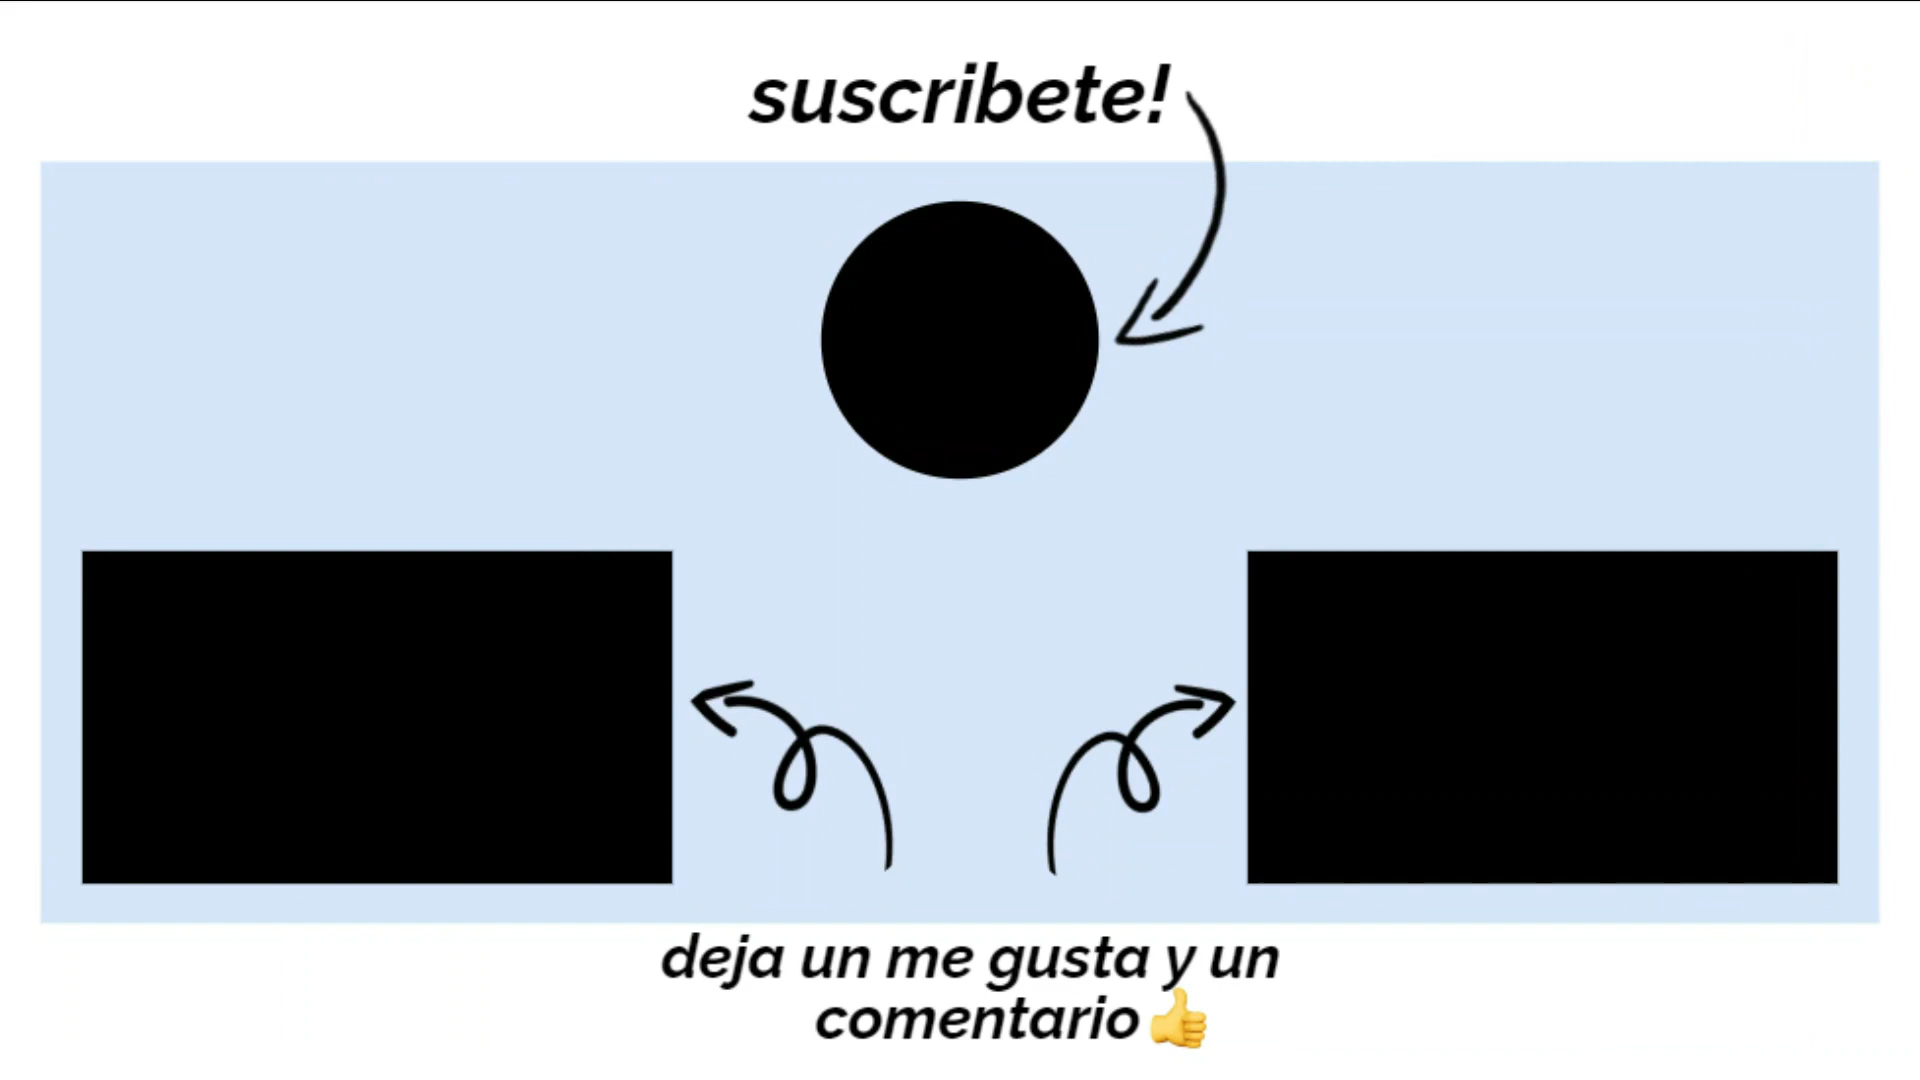 suscribete!
deja un me gusta y un
comentario👍